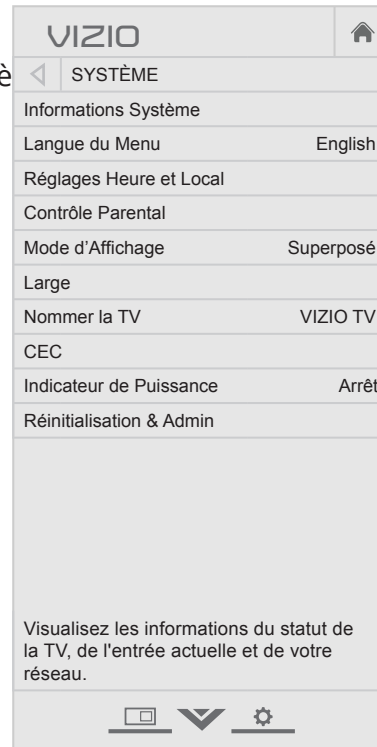 VIZIO
è
SYSTÈME
Informations Système
Langue du Menu English
Réglages Heure et Local
Contrôle Parental
Mode d’Affichage Superposé
Large
Nommer la TV VIZIO TV
CEC
Indicateur de Puissance Arrêt
Réinitialisation & Admin
Visualisez les informations du statut de
la TV, de l'entrée actuelle et de votre
réseau.